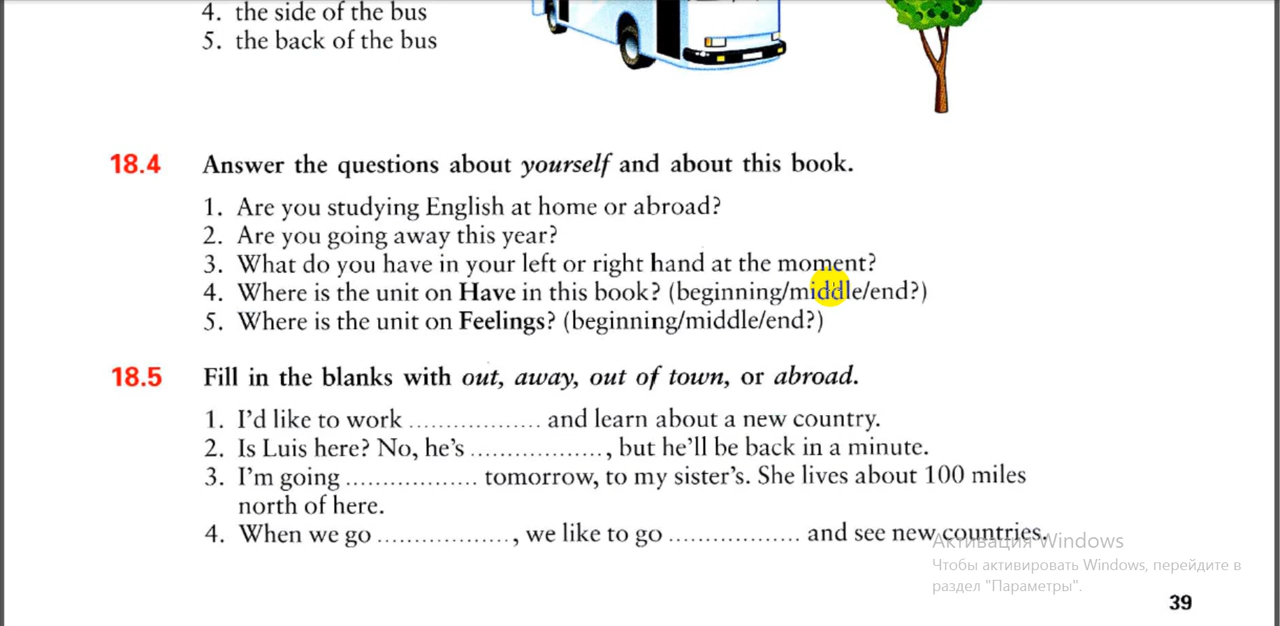 4. the side of the bus
5. the back of the bus
18.4 Answer the questions about yourself and about this book.
1. Are you studying English at home or abroad?
2. Are you going away this year?
3. What do you have in your left or right hand at the moment?
4. Where is the unit on Have in this book? (beginning/middle/end?)
5. Where is the unit on Feelings? (beginning/middle/end?)
18.5 Fill in the blanks with out, away, out of town, or abroad.
1. I'd like to work .................. and learn about a new country.
2. Is Luis here? No, he's .................., but he'll be back in a minute.
3. I'm going .................. tomorrow, to my sister's. She lives about 100 miles
north of here.
4. When we go .................., we like to go .................. and see new countries.
Активация Windows
Чтобы активировать Windows, перейдите в
раздел "Параметры".
39